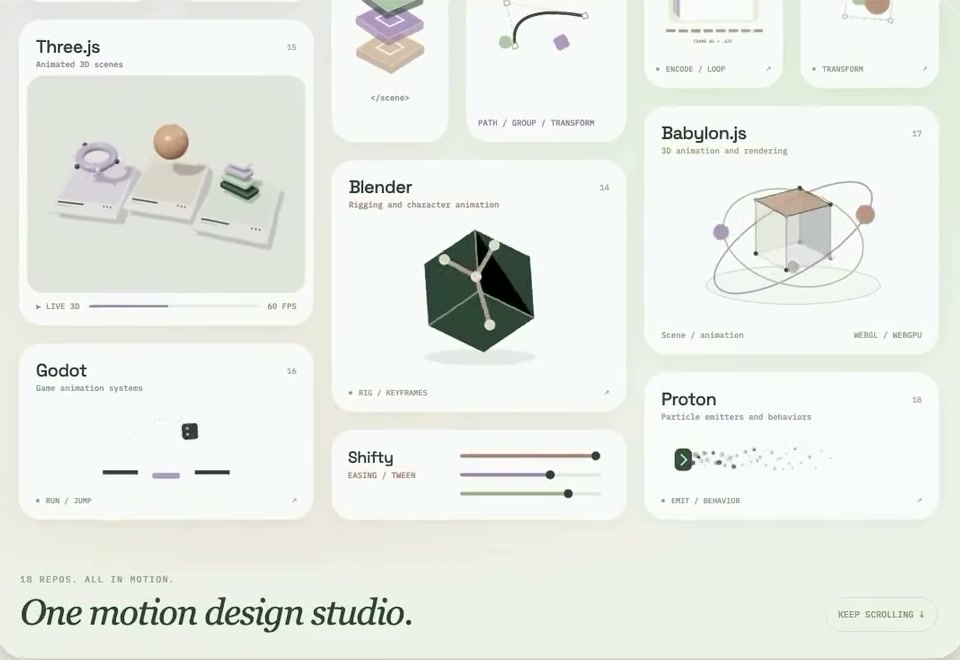 Three.js
15
Animated 3D scenes
▶ LIVE 3D
60 FPS
Godot
16
Game animation systems
RUN / JUMP ↗
</scene>
PATH / GROUP / TRANSFORM
Blender
14
Rigging and character animation
RIG / KEYFRAMES ↗
Shifty
EASING / TWEEN
ENCODE / LOOP ↗
TRANSFORM ↗
Babylon.js
17
3D animation and rendering
Scene / animation
WEBGL / WEBGPU
Proton
18
Particle emitters and behaviors
EMIT / BEHAVIOR ↗
18 REPOS. ALL IN MOTION.
One motion design studio.
KEEP SCROLLING ↓